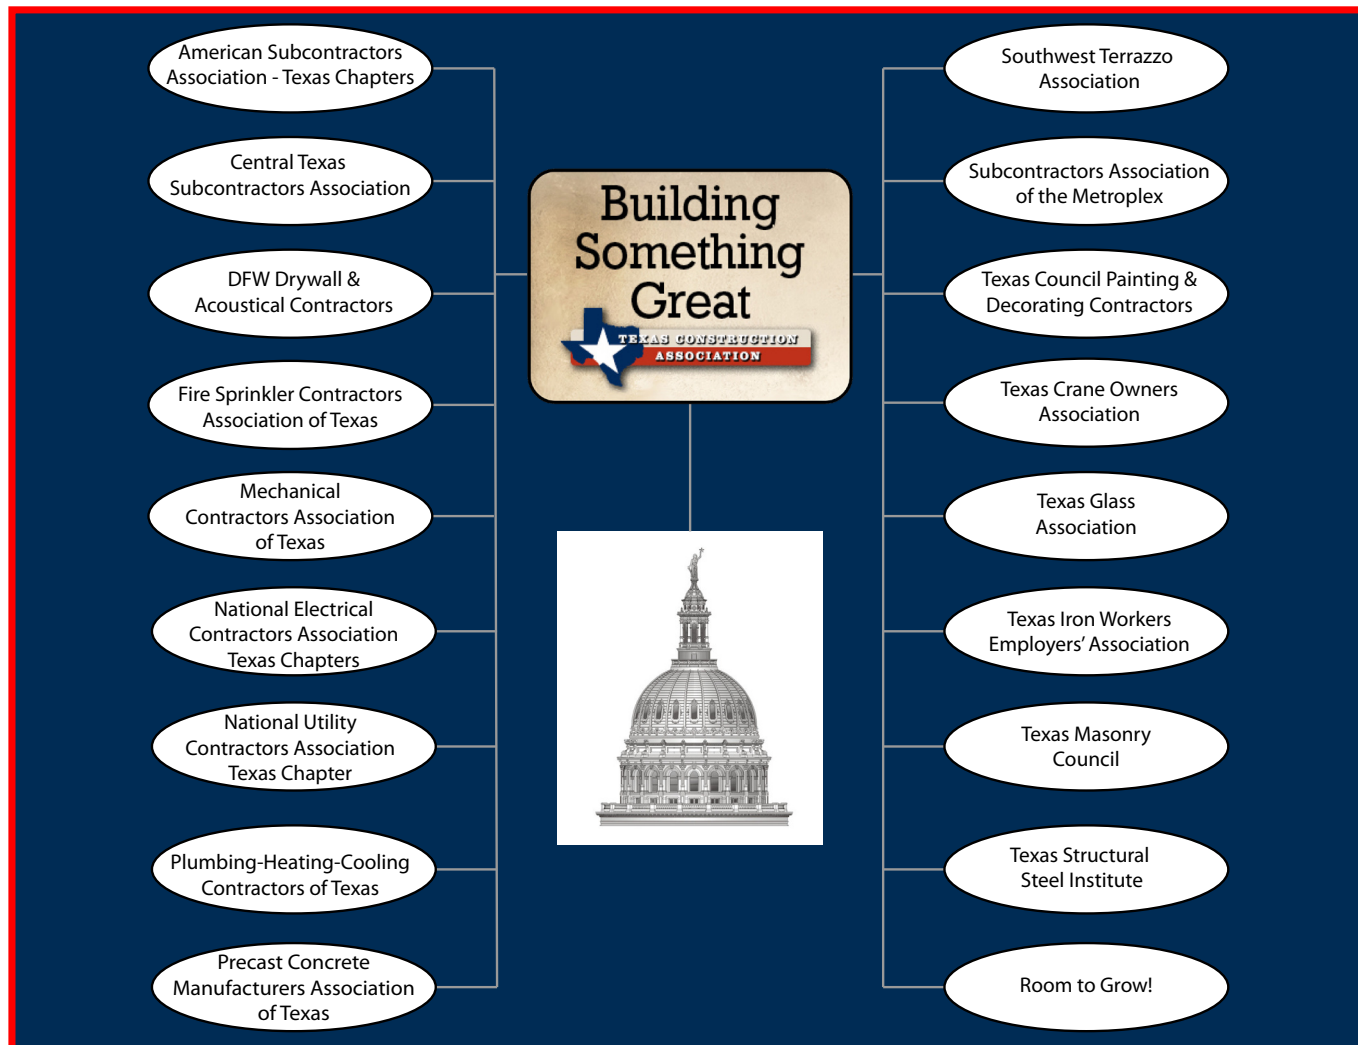 American Subcontractors
Association - Texas Chapters
Central Texas
Subcontractors Association
DFW Drywall &
Acoustical Contractors
Fire Sprinkler Contractors
Association of Texas
Mechanical
Contractors Association
of Texas
National Electrical
Contractors Association
Texas Chapters
National Utility
Contractors Association
Texas Chapter
Plumbing-Heating-Cooling
Contractors of Texas
Precast Concrete
Manufacturers Association
of Texas
Building
Something
Great
TEXAS CONSTRUCTION
ASSOCIATION
Southwest Terrazzo
Association
Subcontractors Association
of the Metroplex
Texas Council Painting &
Decorating Contractors
Texas Crane Owners
Association
Texas Glass
Association
Texas Iron Workers
Employers' Association
Texas Masonry
Council
Texas Structural
Steel Institute
Room to Grow!